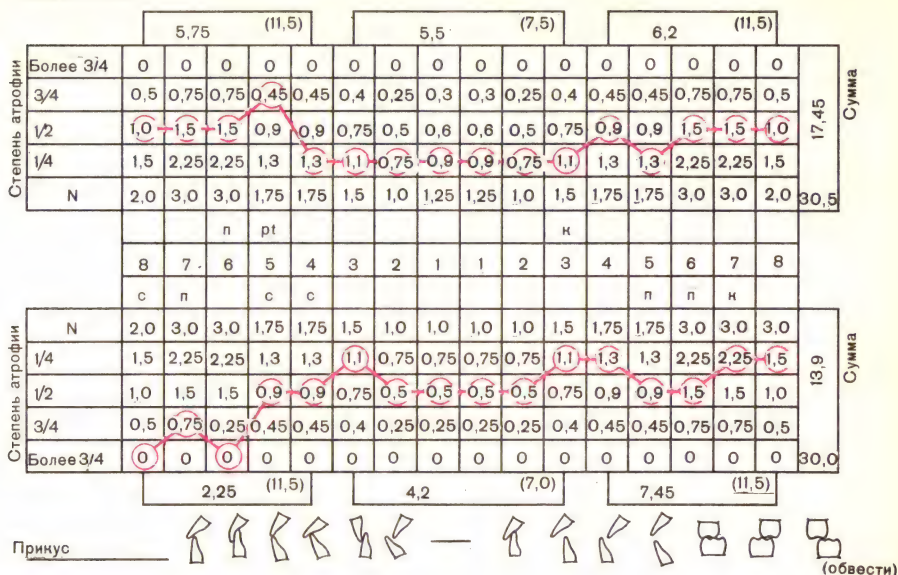 5,75 (11,5) 5,5 (7,5) 6,2 (11,5)
Степень атрофии
Более 3/4 0 0 0 0 0 0 0 0 0 0 0 0 0 0 0 0
3/4 0,5 0,75 0,75 0,45 0,45 0,4 0,25 0,3 0,3 0,25 0,4 0,45 0,45 0,75 0,75 0,5
1/2 1,0 1,5 1,5 0,9 0,9 0,75 0,5 0,6 0,6 0,5 0,75 0,9 0,9 1,5 1,5 1,0
1/4 1,5 2,25 2,25 1,3 1,3 1,1 0,75 0,9 0,9 0,75 1,1 1,3 1,3 2,25 2,25 1,5
N 2,0 3,0 3,0 1,75 1,75 1,5 1,0 1,25 1,25 1,0 1,5 1,75 1,75 3,0 3,0 2,0 30,5
17,45
Сумма
п pt к
8 7 6 5 4 3 2 1 1 2 3 4 5 6 7 8
с п с с п п к
Степень атрофии
N 2,0 3,0 3,0 1,75 1,75 1,5 1,0 1,0 1,0 1,0 1,5 1,75 1,75 3,0 3,0 3,0
1/4 1,5 2,25 2,25 1,3 1,3 1,1 0,75 0,75 0,75 0,75 1,1 1,3 1,3 2,25 2,25 1,5
1/2 1,0 1,5 1,5 0,9 0,9 0,75 0,5 0,5 0,5 0,5 0,75 0,9 0,9 1,5 1,5 1,0
3/4 0,5 0,75 0,25 0,45 0,45 0,4 0,25 0,25 0,25 0,25 0,4 0,45 0,45 0,75 0,75 0,5
Более 3/4 0 0 0 0 0 0 0 0 0 0 0 0 0 0 0 0 30,0
13,9
Сумма
2,25 (11,5) 4,2 (7,0) 7,45 (11,5)
Прикус
(обвести)